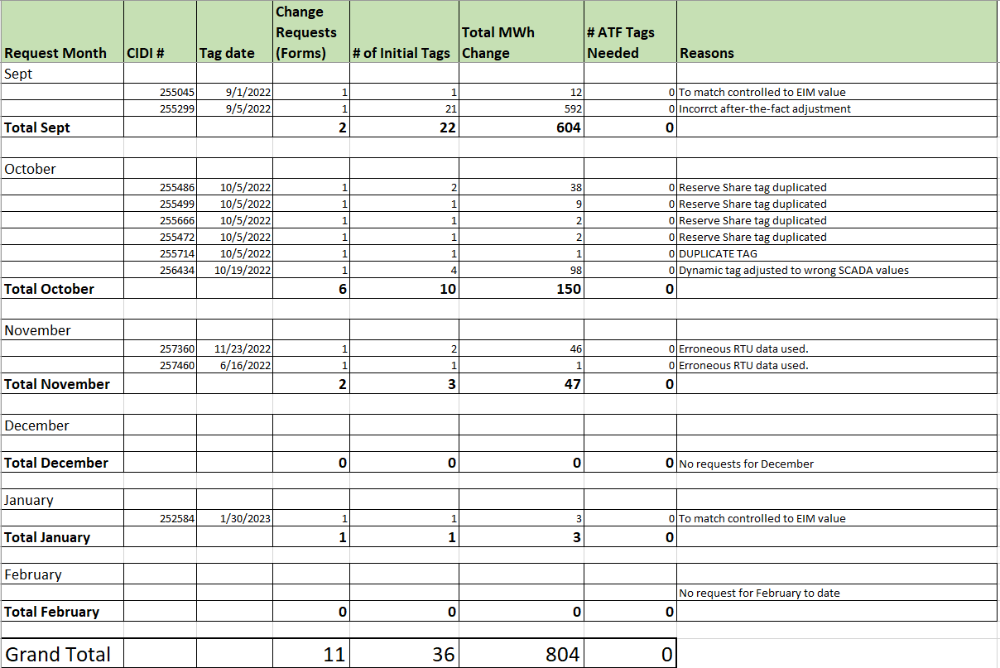 Request Month CIDI # Tag date Change Requests (Forms) # of Initial Tags Total MWh Change # ATF Tags Needed Reasons
Sept
255045 9/1/2022 1 1 12 0 To match controlled to EIM value
255299 9/5/2022 1 21 592 0 Incorrct after-the-fact adjustment
Total Sept 2 22 604 0
October
255486 10/5/2022 1 2 38 0 Reserve Share tag duplicated
255499 10/5/2022 1 1 9 0 Reserve Share tag duplicated
255666 10/5/2022 1 1 2 0 Reserve Share tag duplicated
255472 10/5/2022 1 1 2 0 Reserve Share tag duplicated
255714 10/5/2022 1 1 1 0 DUPLICATE TAG
256434 10/19/2022 1 4 98 0 Dynamic tag adjusted to wrong SCADA values
Total October 6 10 150 0
November
257360 11/23/2022 1 2 46 0 Erroneous RTU data used.
257460 6/16/2022 1 1 1 0 Erroneous RTU data used.
Total November 2 3 47 0
December
Total December 0 0 0 0 No requests for December
January
252584 1/30/2023 1 1 3 0 To match controlled to EIM value
Total January 1 1 3 0
February
No request for February to date
Total February 0 0 0 0
Grand Total 11 36 804 0